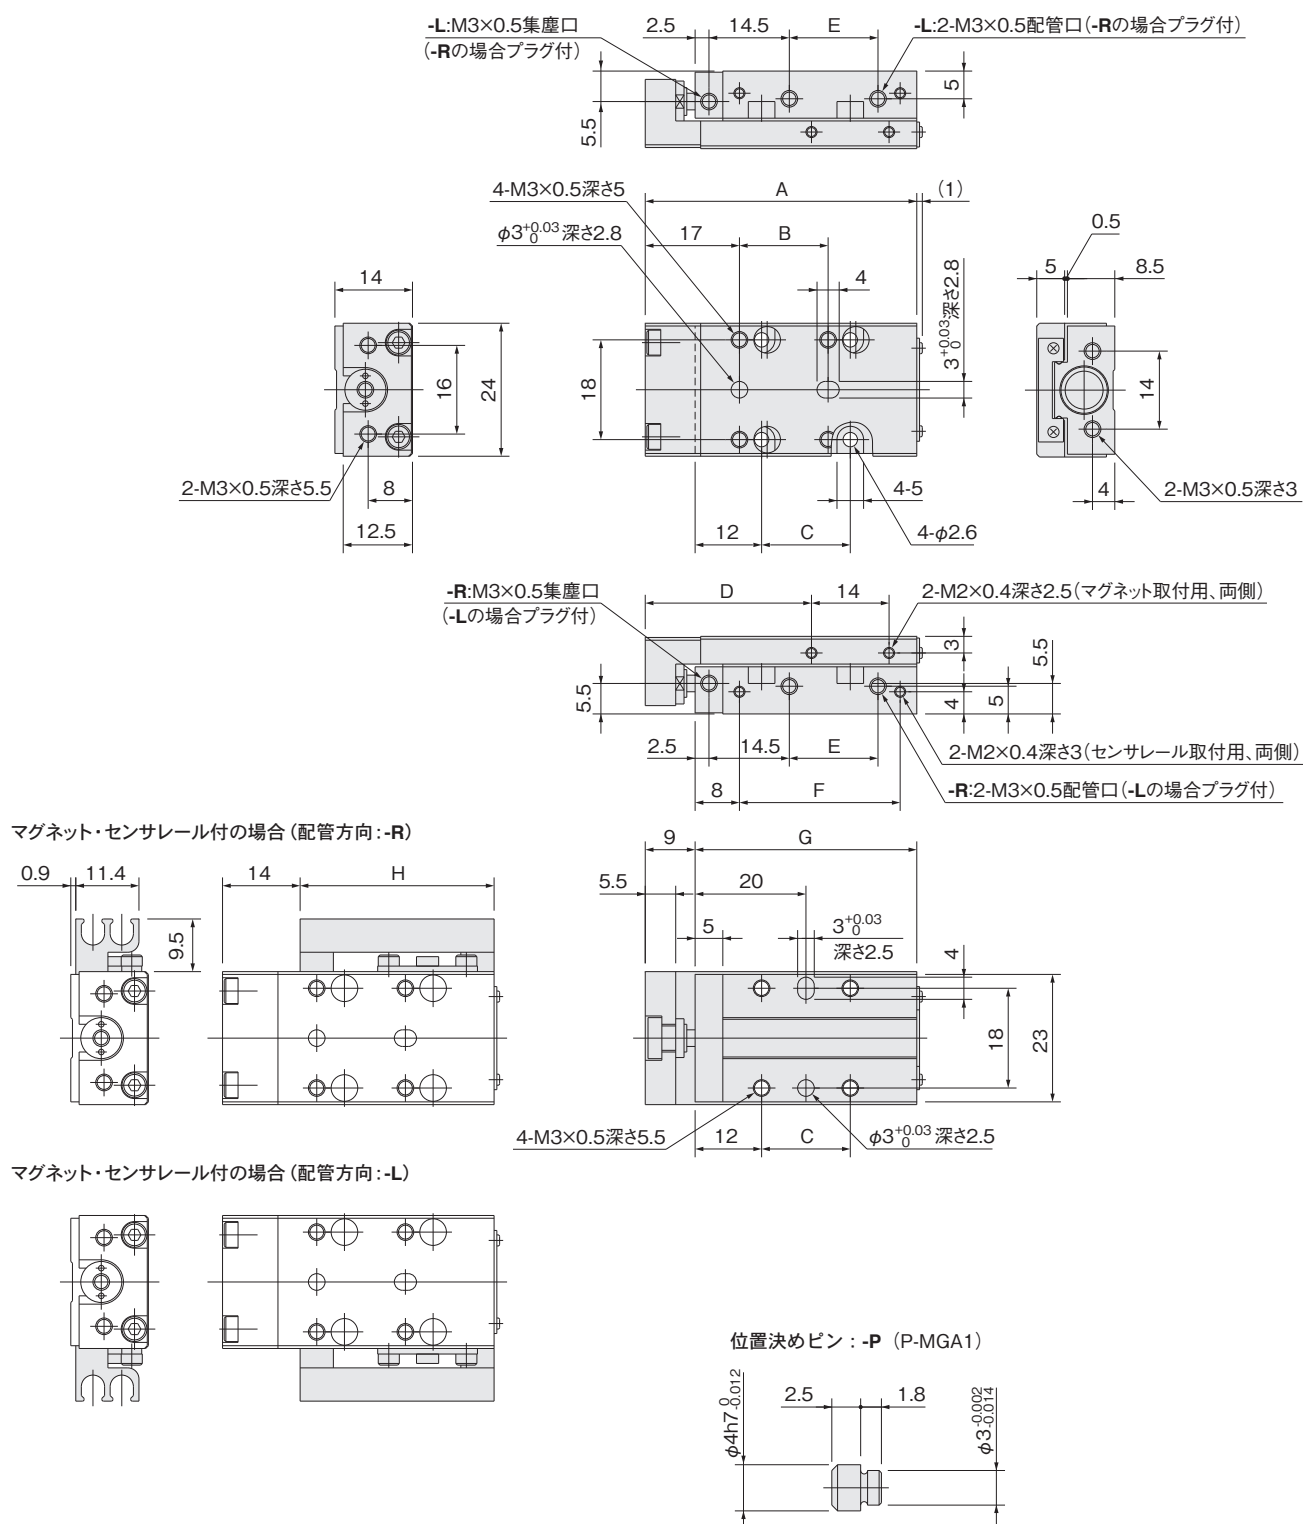 -L:M3×0.5集塵口
(-Rの場合プラグ付)
2.5
14.5
E
-L:2-M3×0.5配管口(-Rの場合プラグ付)
5.5
5
4-M3×0.5深さ5
φ3 +0.03 0 深さ2.8
A
(1)
17
B
4
3 +0.03 0 深さ2.8
0.5
5
8.5
14
16
24
18
14
2-M3×0.5深さ5.5
8
12.5
12
C
4-5
4-φ2.6
4
2-M3×0.5深さ3
-R:M3×0.5集塵口
(-Lの場合プラグ付)
D
14
2-M2×0.4深さ2.5(マグネット取付用、両側)
3
5.5
5.5
4
5
2.5
14.5
E
2-M2×0.4深さ3(センサレール取付用、両側)
8
F
-R:2-M3×0.5配管口(-Lの場合プラグ付)
マグネット・センサレール付の場合(配管方向:-R)
0.9
11.4
14
H
9.5
9
G
5.5
20
5
3 +0.03 0
深さ2.5
4
18
23
4-M3×0.5深さ5.5
12
C
φ3 +0.03 0 深さ2.5
マグネット・センサレール付の場合(配管方向:-L)
位置決めピン:-P (P-MGA1)
2.5
1.8
φ4h7 0 -0.012
φ3 -0.002 -0.014